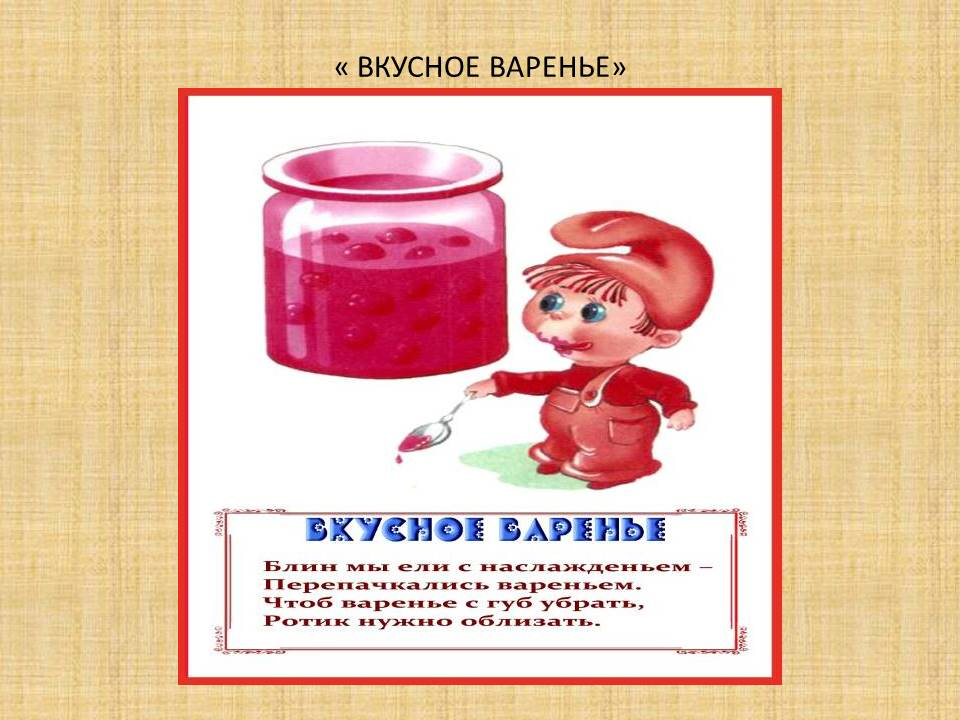 « ВКУСНОЕ ВАРЕНЬЕ»
ВКУСНОЕ ВАРЕНЬЕ
Блин мы ели с наслажденьем –
Перепачкались вареньем.
Чтоб варенье с губ убрать,
Ротик нужно облизать.